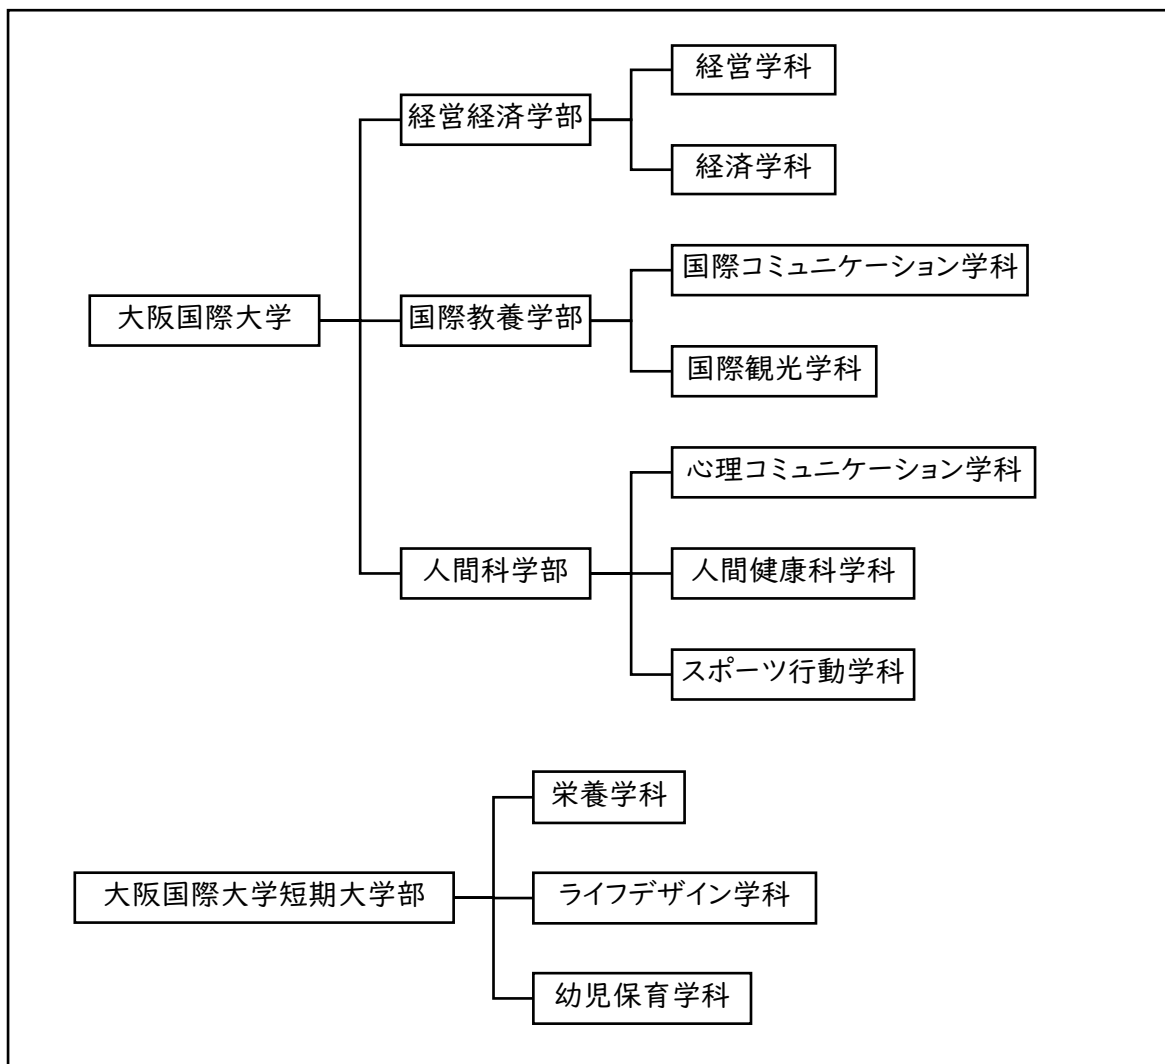 経営学科
経営経済学部
経済学科
国際コミュニケーション学科
大阪国際大学
国際教養学部
国際観光学科
心理コミュニケーション学科
人間科学部
人間健康科学科
スポーツ行動学科
栄養学科
大阪国際大学短期大学部
ライフデザイン学科
幼児保育学科